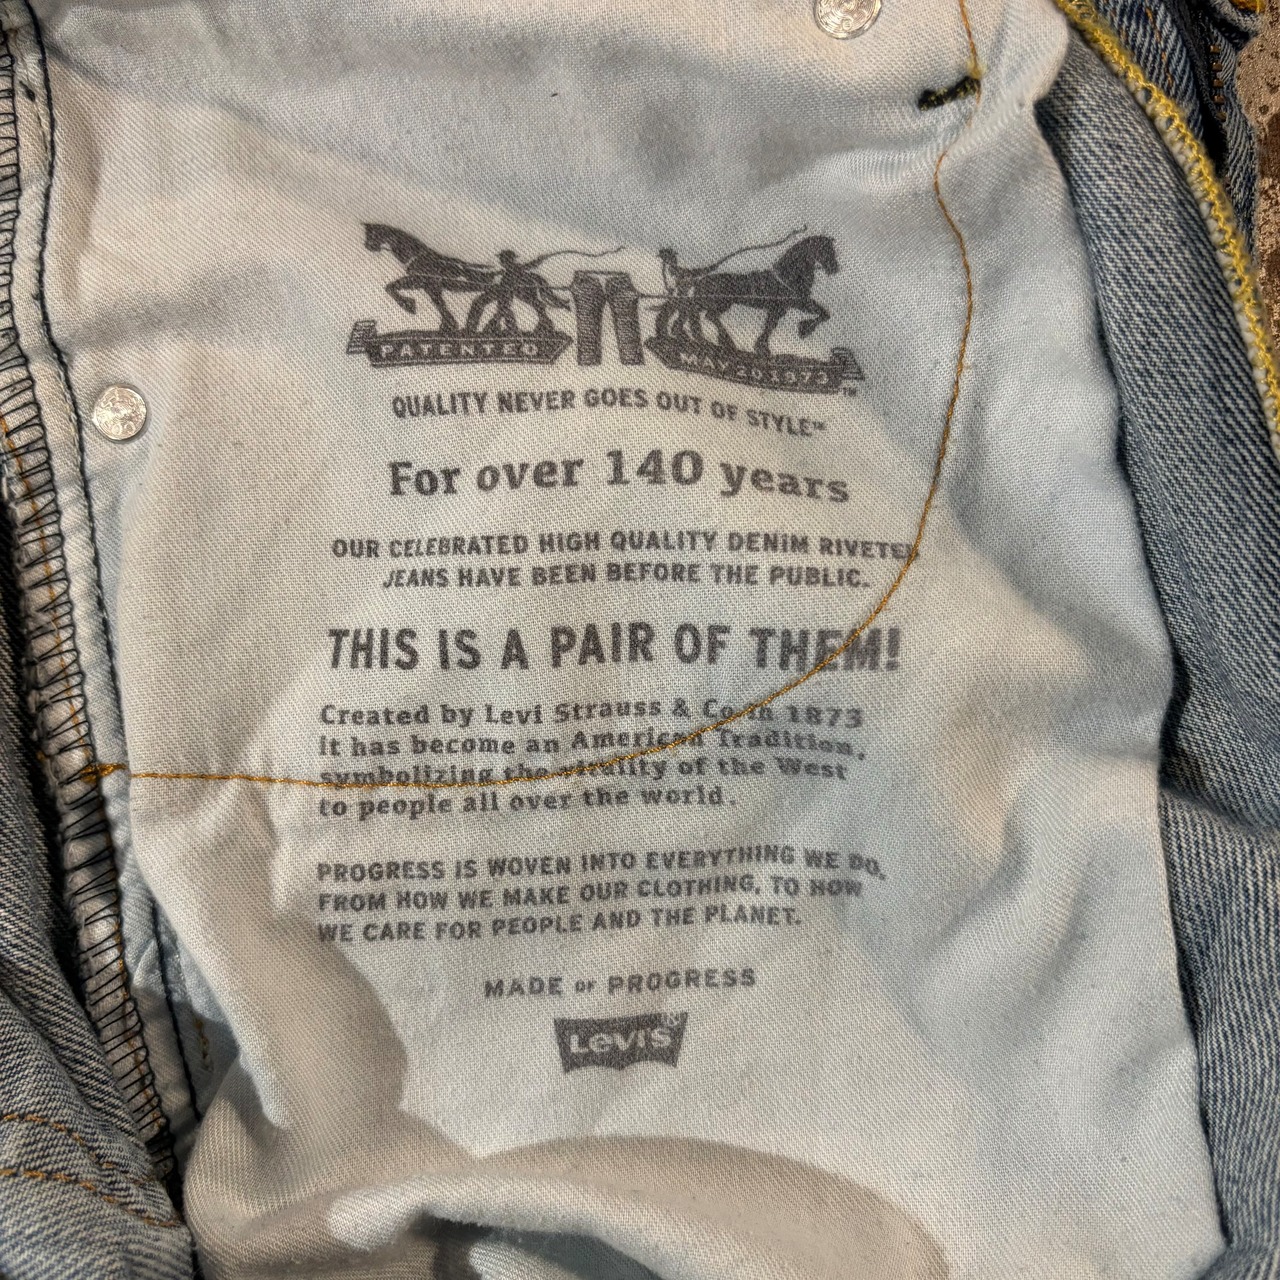 PATENTED
MAY 20 1873 ™
QUALITY NEVER GOES OUT OF STYLE™
For over 140 years
OUR CELEBRATED HIGH QUALITY DENIM RIVETED
JEANS HAVE BEEN BEFORE THE PUBLIC.
THIS IS A PAIR OF THEM!
Created by Levi Strauss & Co in 1873
it has become an American Tradition,
symbolizing the vitality of the West
to people all over the world.
PROGRESS IS WOVEN INTO EVERYTHING WE DO,
FROM HOW WE MAKE OUR CLOTHING, TO HOW
WE CARE FOR PEOPLE AND THE PLANET.
MADE OF PROGRESS
Levi's®